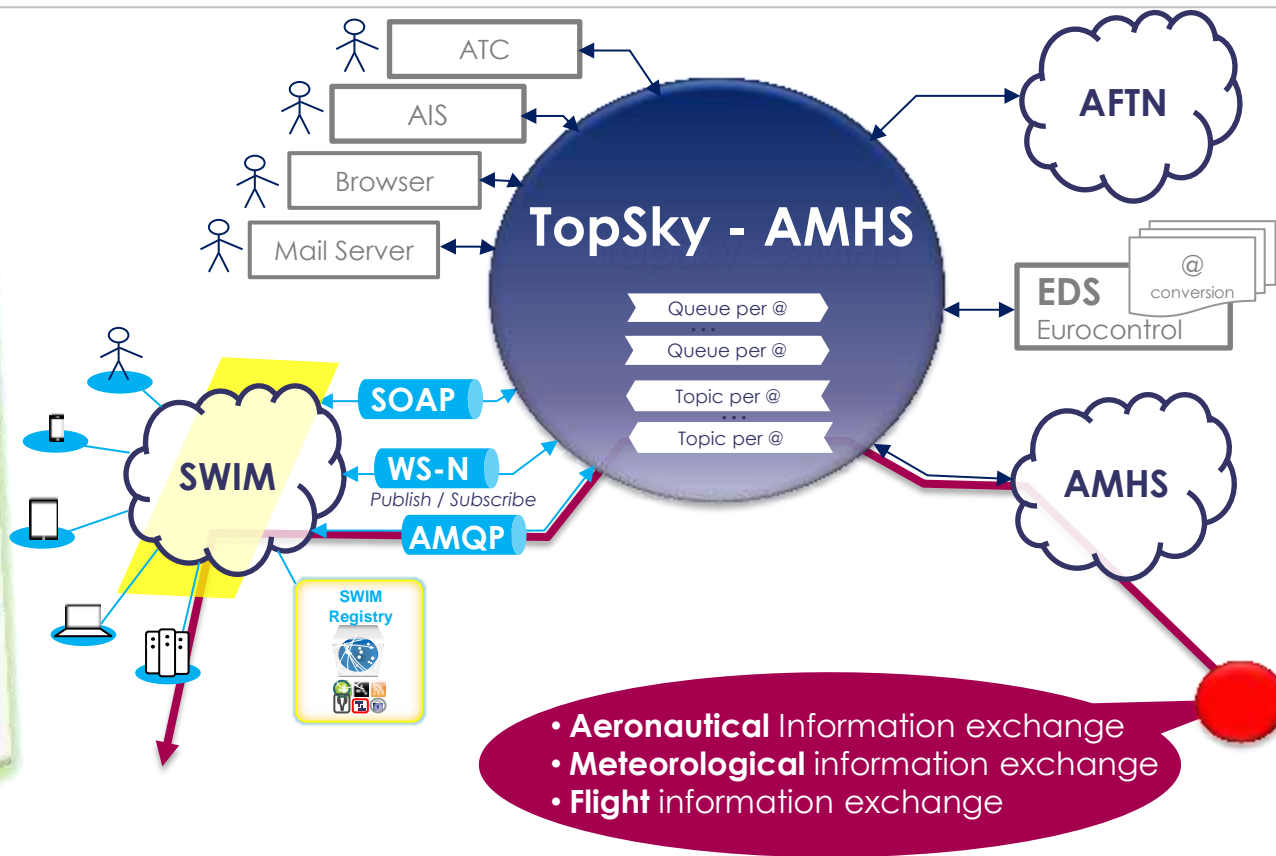 ATC
AIS
Browser
Mail Server
TopSky - AMHS
Queue per @
...
Queue per @
Topic per @
...
Topic per @
AFTN
EDS
Eurocontrol
@
conversion
AMHS
SOAP
WS-N
Publish / Subscribe
AMQP
SWIM
SWIM
Registry
• Aeronautical Information exchange
• Meteorological information exchange
• Flight information exchange